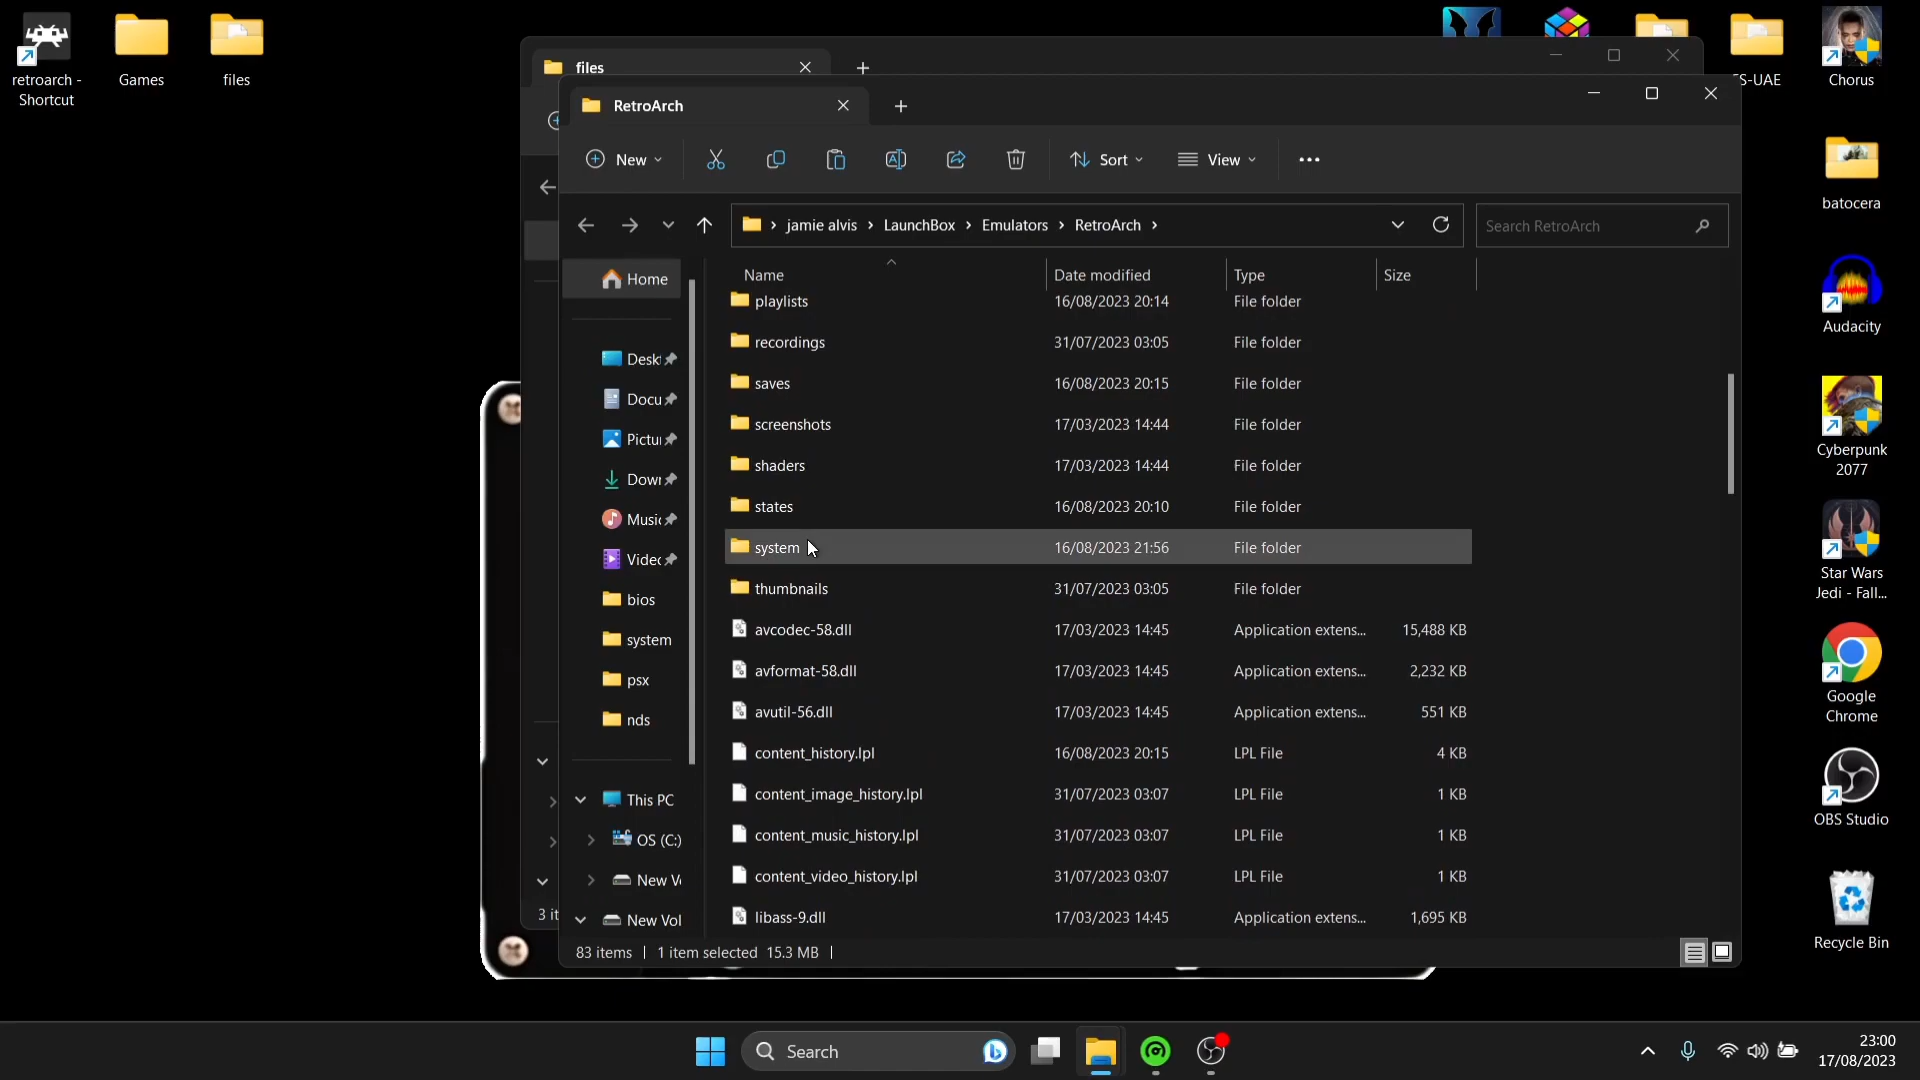 retroarch -
Shortcut
Games
files
ES-UAE
Chorus
batocera
Audacity
Cyberpunk
2077
Star Wars
Jedi - Fall...
Google
Chrome
OBS Studio
Recycle Bin
files
RetroArch
New
Sort
View
jamie alvis > LaunchBox > Emulators > RetroArch >
Search RetroArch
Home
Docu
Pictu
Dow
Music
bios
system
psx
nds
This PC
OS (C:)
New Vol
Name Date modified Type Size
playlists 16/08/2023 20:14 File folder
recordings 31/07/2023 03:05 File folder
saves 16/08/2023 20:15 File folder
screenshots 17/03/2023 14:44 File folder
shaders 17/03/2023 14:44 File folder
states 16/08/2023 20:10 File folder
system 16/08/2023 21:56 File folder
thumbnails 31/07/2023 03:05 File folder
avcodec-58.dll 17/03/2023 14:45 Application extens... 15,488 KB
avformat-58.dll 17/03/2023 14:45 Application extens... 2,232 KB
avutil-56.dll 17/03/2023 14:45 Application extens... 551 KB
content_history.lpl 16/08/2023 20:15 LPL File 4 KB
content_image_history.lpl 31/07/2023 03:07 LPL File 1 KB
content_music_history.lpl 31/07/2023 03:07 LPL File 1 KB
content_video_history.lpl 31/07/2023 03:07 LPL File 1 KB
libass-9.dll 17/03/2023 14:45 Application extens... 1,695 KB
3 it
83 items 1 item selected 15.3 MB
Search
23:00
17/08/2023